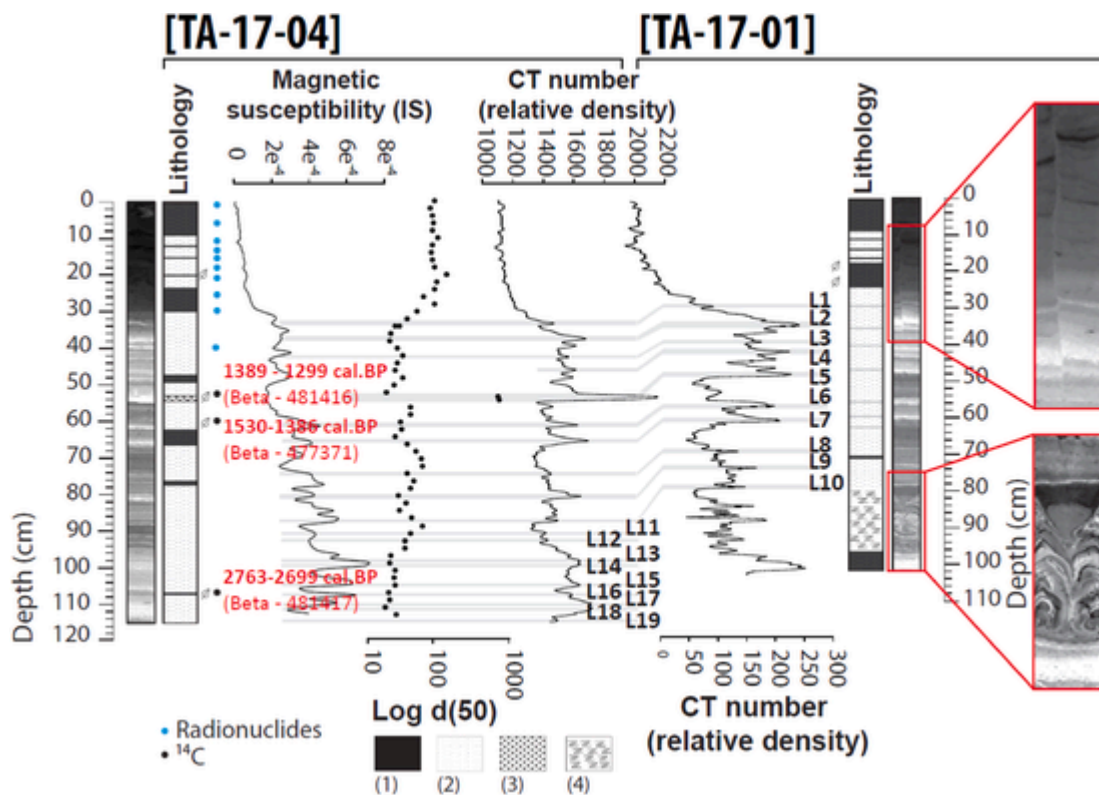 [TA-17-04]
[TA-17-01]
Magnetic
susceptibility (IS)
CT number
(relative density)
Lithology
0
2e-4
4e-4
6e-4
8e-4
1000
1200
1400
1600
1800
2000
2200
Lithology
0
10
20
30
40
50
60
70
80
90
100
110
120
Depth (cm)
1389 - 1299 cal.BP
(Beta - 481416)
1530-1386 cal.BP
(Beta - 477371)
2763-2699 cal.BP
(Beta - 481417)
L1
L2
L3
L4
L5
L6
L7
L8
L9
L10
L11
L12
L13
L14
L15
L16
L17
L18
L19
0
10
20
30
40
50
60
70
80
90
100
110
Depth (cm)
10
100
1000
Log d(50)
0
50
100
150
200
250
300
CT number
(relative density)
• Radionuclides
• 14C
(1)
(2)
(3)
(4)